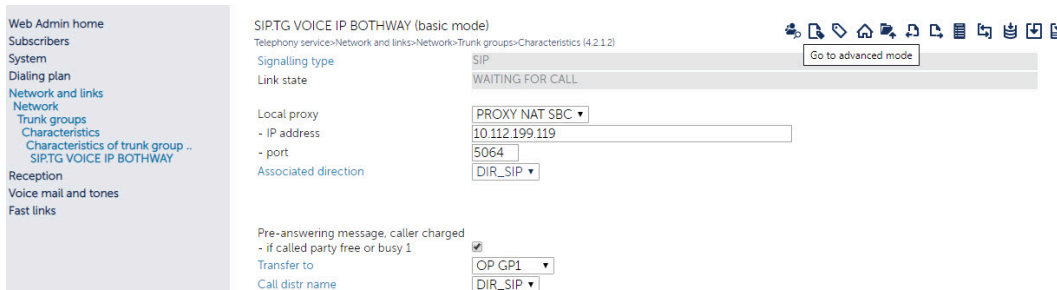 Web Admin home
Subscribers
System
Dialing plan
Network and links
Network
Trunk groups
Characteristics
Characteristics of trunk group ..
SIP.TG VOICE IP BOTHWAY
Reception
Voice mail and tones
Fast links
SIP.TG VOICE IP BOTHWAY (basic mode)
Telephony service>Network and links>Network>Trunk groups>Characteristics (4.2.1.2)
Go to advanced mode
Signalling type SIP
Link state WAITING FOR CALL
Local proxy PROXY NAT SBC
- IP address 10.112.199.119
- port 5064
Associated direction DIR_SIP
Pre-answering message, caller charged
- if called party free or busy 1
Transfer to OP GP1
Call distr name DIR_SIP